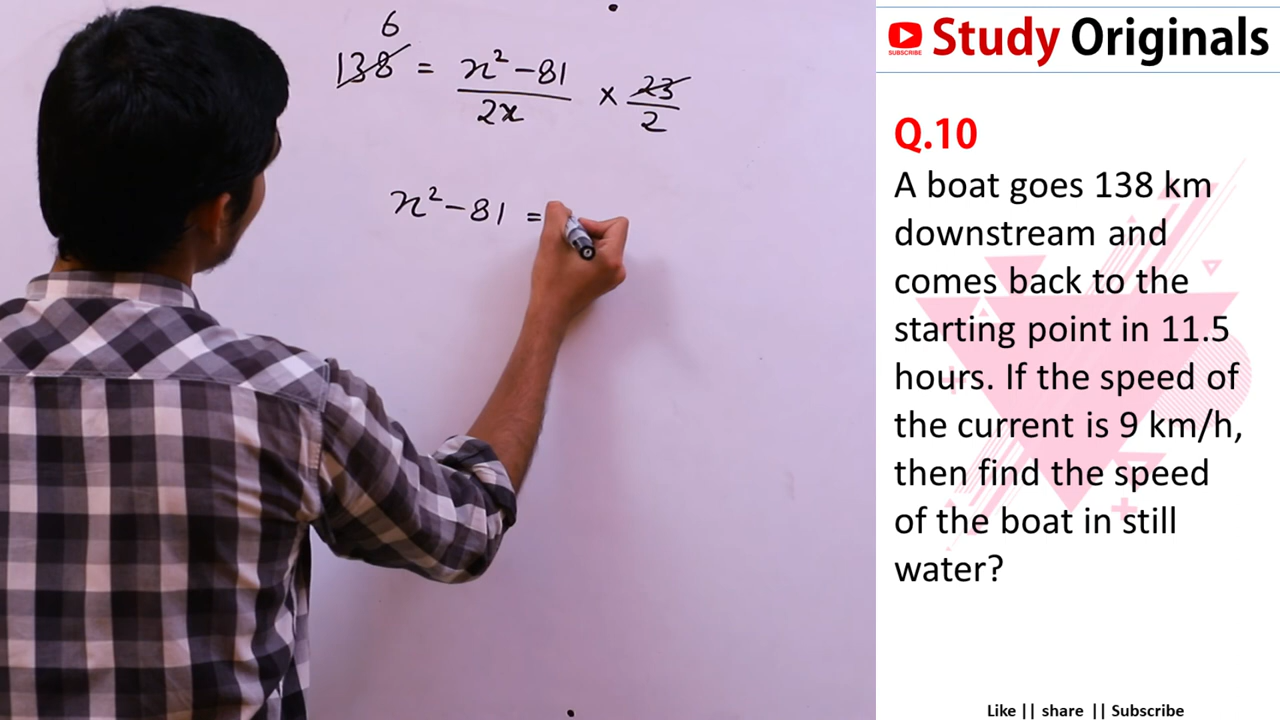 6
138 = x² - 81 / 2x × 23 / 2
x² - 81 =
SUBSCRIBE
Study Originals
Q.10
A boat goes 138 km
downstream and
comes back to the
starting point in 11.5
hours. If the speed of
the current is 9 km/h,
then find the speed
of the boat in still
water?
Like || share || Subscribe